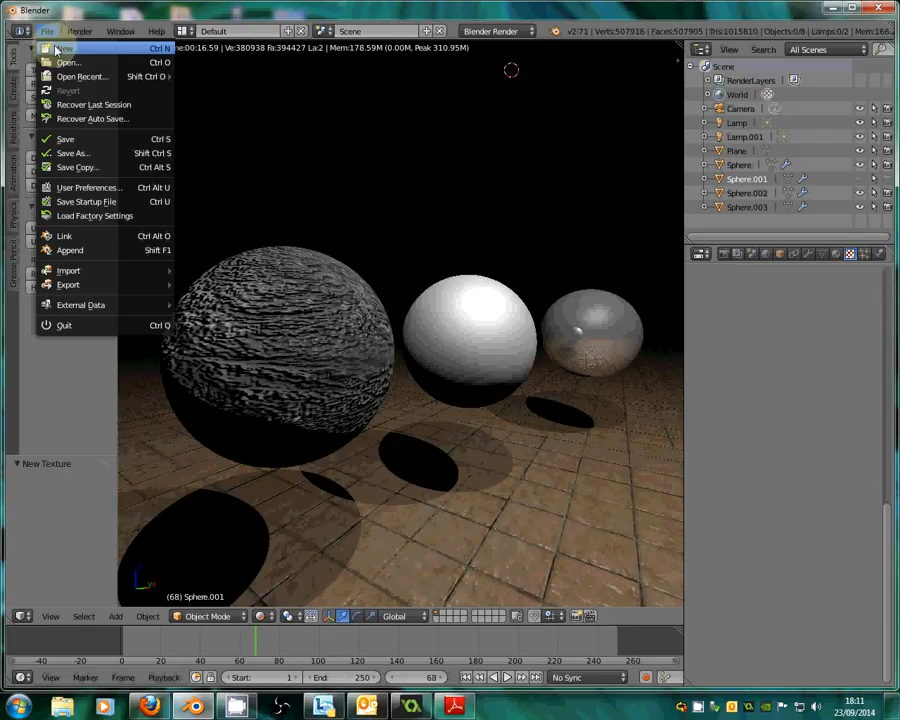 Blender
File Render Window Help Default Scene Blender Render v2.71 | Verts:507916 | Faces:507905 | Tris:1015810 | Objects:0/8 | Lamps:0/2 | Mem:166.
New Ctrl N
ne:00:16.59 | Ve:380938 Fa:394427 La:2 | Mem:178.59M (0.00M, Peak 310.95M)
Open... Ctrl O
Open Recent... Shift Ctrl O
Revert
Recover Last Session
Recover Auto Save...
Save Ctrl S
Save As... Shift Ctrl S
Save Copy... Ctrl Alt S
User Preferences... Ctrl Alt U
Save Startup File Ctrl U
Load Factory Settings
Link Ctrl Alt O
Append Shift F1
Import
Export
External Data
Quit Ctrl Q
Tools
Create
Relations
Animation
Physics
Grease Pencil
New Texture
View Search All Scenes
Scene
RenderLayers
World
Camera
Lamp
Lamp.001
Plane
Sphere
Sphere.001
Sphere.002
Sphere.003
(68) Sphere.001
View Select Add Object Object Mode Global
-40 -20 0 20 40 60 80 100 120 140 160 180 200 220 240 260
View Marker Frame Playback Start: 1 End: 250 68 No Sync
18:11
23/09/2014